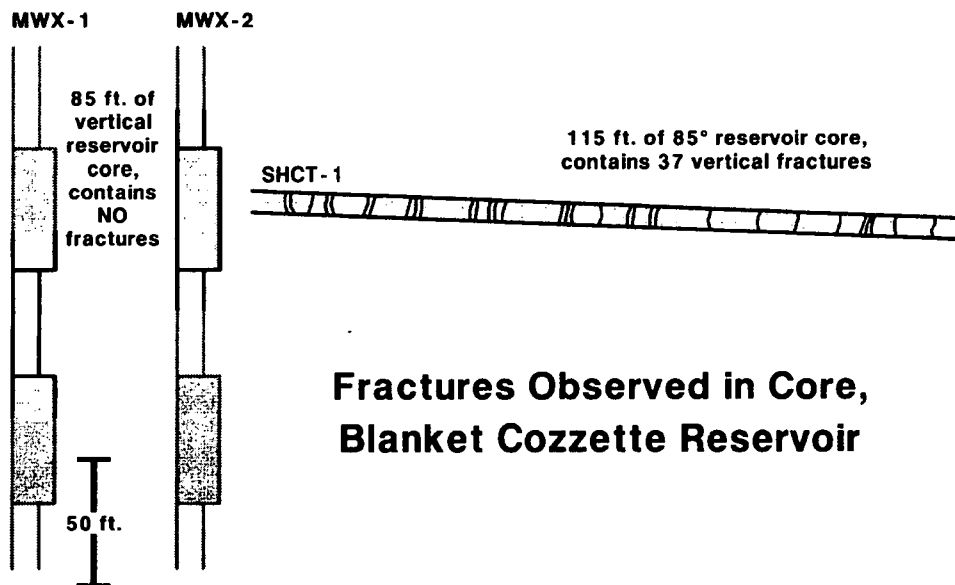 MWX-1
MWX-2
85 ft. of
vertical
reservoir
core,
contains
NO
fractures
115 ft. of 85° reservoir core,
contains 37 vertical fractures
SHCT-1
Fractures Observed in Core,
Blanket Cozzette Reservoir
50 ft.